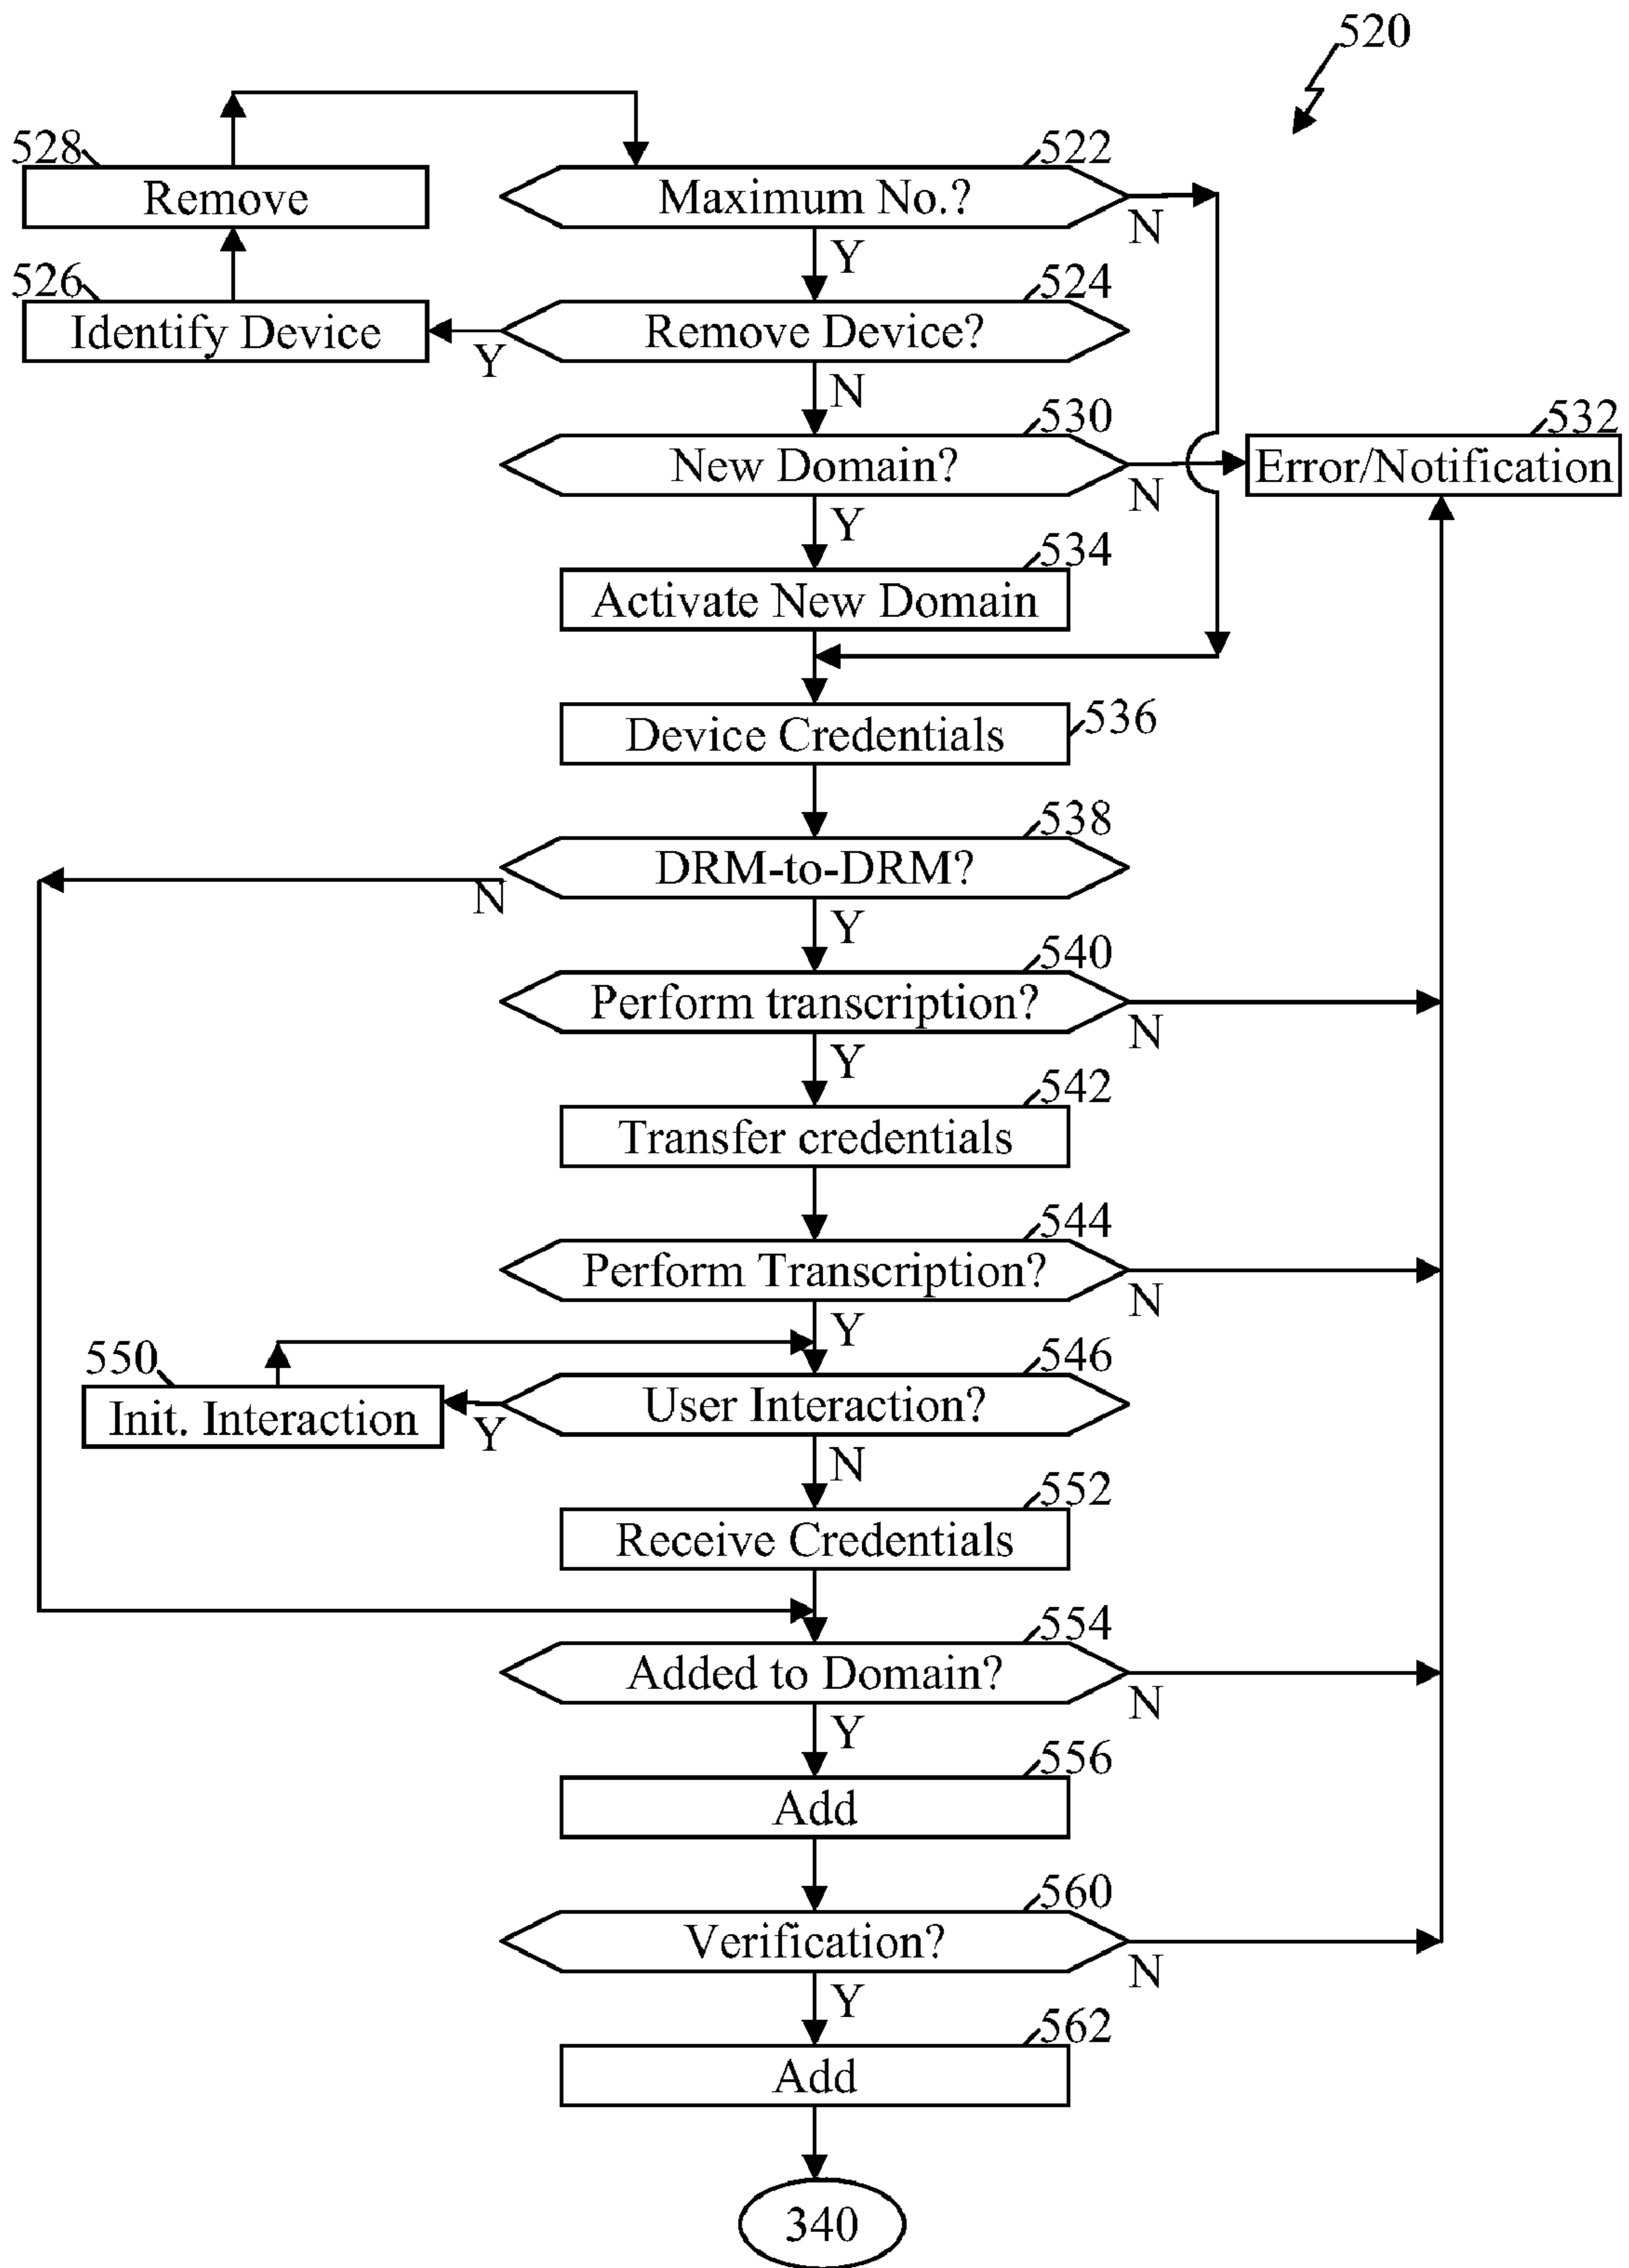 520
528
522
Remove
Maximum No.?
N
Y
526
524
Identify Device
Remove Device?
Y
N
530
532
New Domain?
Error/Notification
N
Y
534
Activate New Domain
Device Credentials
536
538
DRM-to-DRM?
N
Y
540
Perform transcription?
N
Y
542
Transfer credentials
544
Perform Transcription?
N
Y
550
546
Init. Interaction
User Interaction?
Y
N
552
Receive Credentials
554
Added to Domain?
N
Y
556
Add
560
Verification?
N
Y
562
Add
340